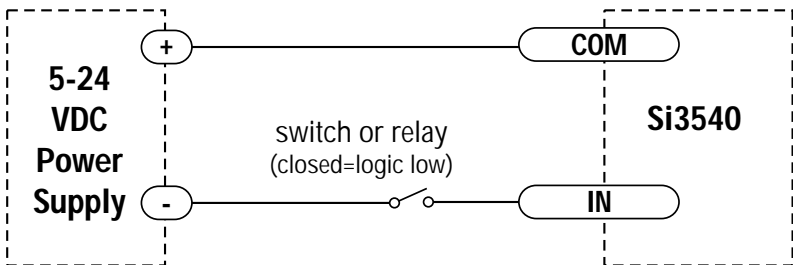 +
COM
5-24
VDC
Power
Supply
switch or relay
(closed=logic low)
Si3540
-
IN